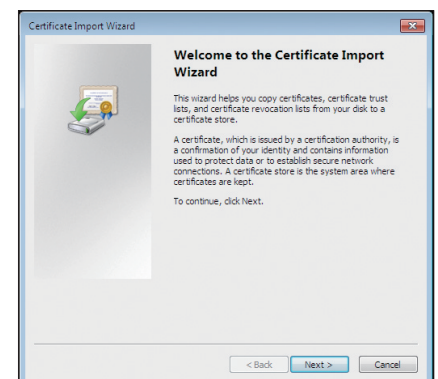 Certificate Import Wizard
Welcome to the Certificate Import
Wizard
This wizard helps you copy certificates, certificate trust
lists, and certificate revocation lists from your disk to a
certificate store.
A certificate, which is issued by a certification authority, is
a confirmation of your identity and contains information
used to protect data or to establish secure network
connections. A certificate store is the system area where
certificates are kept.
To continue, click Next.
< Back Next > Cancel